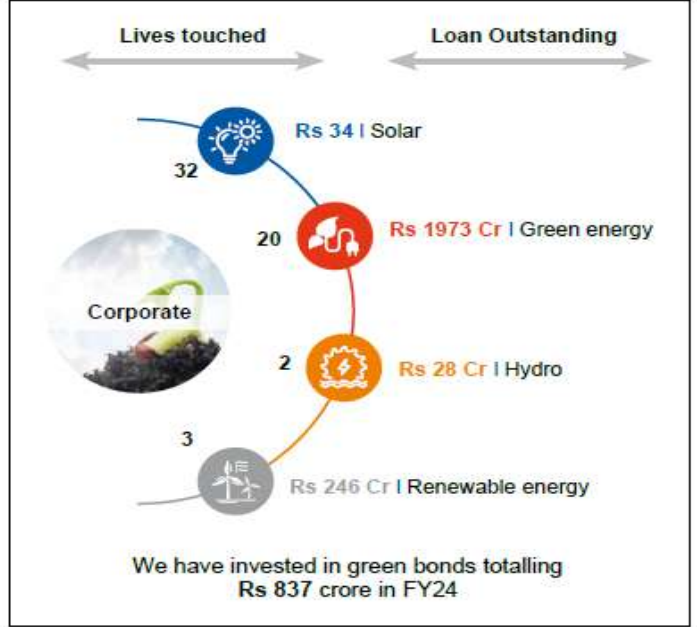 Lives touched
Loan Outstanding
32
Rs 34 I Solar
20
Rs 1973 Cr I Green energy
Corporate
2
Rs 28 Cr I Hydro
3
Rs 246 Cr I Renewable energy
We have invested in green bonds totalling
Rs 837 crore in FY24